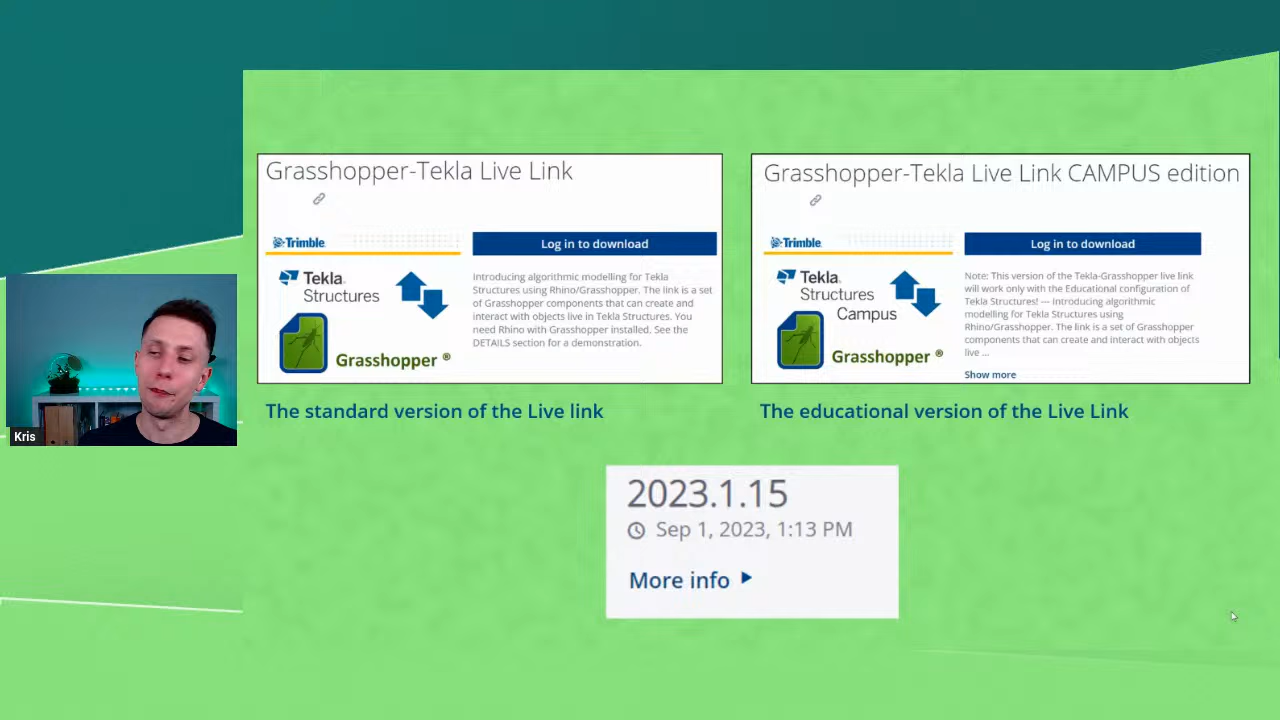 Grasshopper-Tekla Live Link
Trimble
Log in to download
Tekla
Structures
Grasshopper ®
Introducing algorithmic modelling for Tekla
Structures using Rhino/Grasshopper. The link is a set
of Grasshopper components that can create and
interact with objects live in Tekla Structures. You
need Rhino with Grasshopper installed. See the
DETAILS section for a demonstration.
The standard version of the Live link
Grasshopper-Tekla Live Link CAMPUS edition
Trimble
Log in to download
Tekla
Structures
Campus
Grasshopper ®
Note: This version of the Tekla-Grasshopper live link
will work only with the Educational configuration of
Tekla Structures! — Introducing algorithmic
modelling for Tekla Structures using
Rhino/Grasshopper. The link is a set of Grasshopper
components that can create and interact with objects
live ...
Show more
The educational version of the Live Link
Kris
2023.1.15
Sep 1, 2023, 1:13 PM
More info